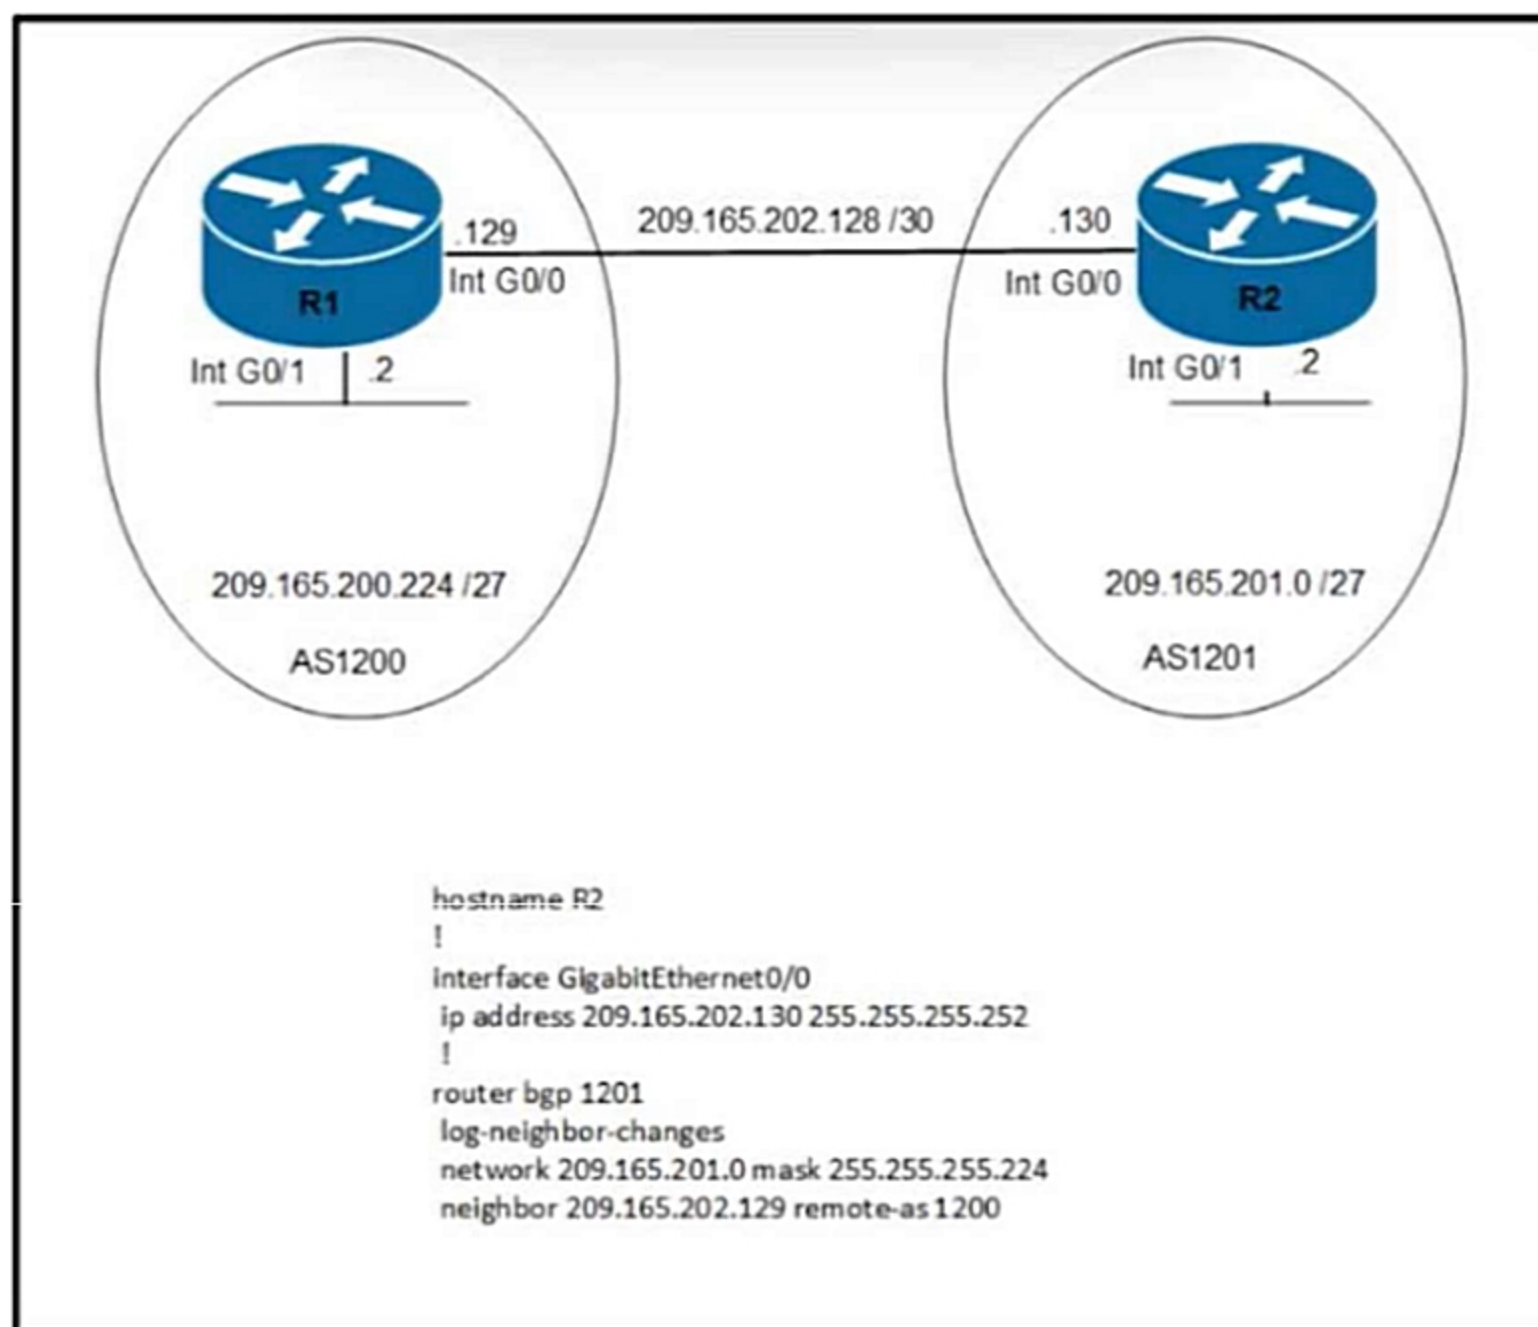 .129
209.165.202.128 /30
.130
Int G0/0
Int G0/0
R1
R2
Int G0/1
.2
Int G0/1
.2
209.165.200.224 /27
209.165.201.0 /27
AS1200
AS1201
hostname R2
!
interface GigabitEthernet0/0
ip address 209.165.202.130 255.255.255.252
!
router bgp 1201
log-neighbor-changes
network 209.165.201.0 mask 255.255.255.224
neighbor 209.165.202.129 remote-as 1200